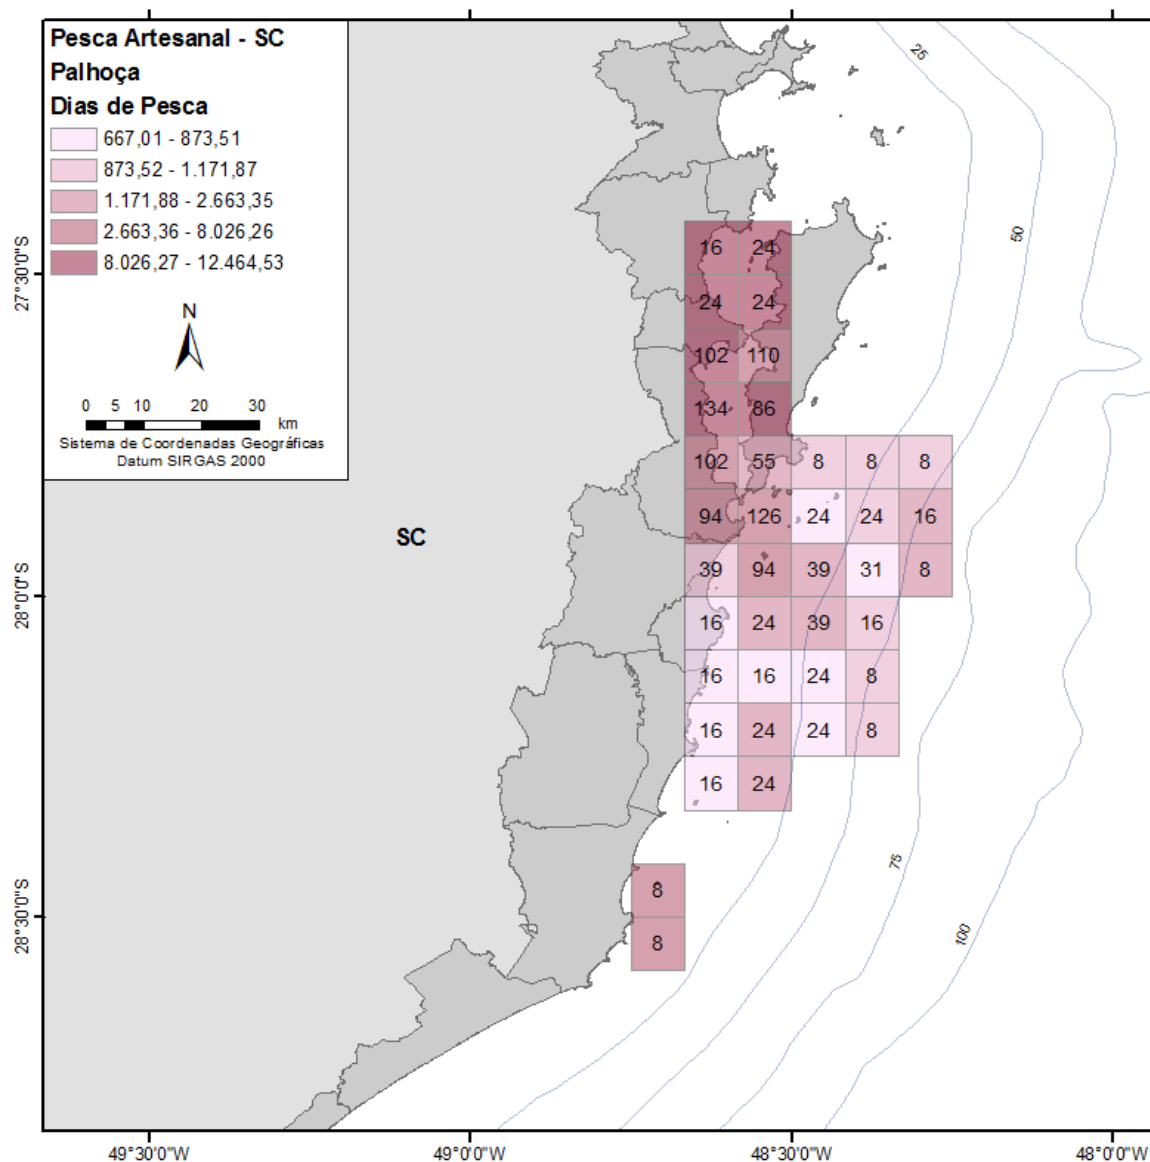 Pesca Artesanal - SC
Palhoça
Dias de Pesca
667,01 - 873,51
873,52 - 1.171,87
1.171,88 - 2.663,35
2.663,36 - 8.026,26
8.026,27 - 12.464,53
N
0 5 10 20 30 km
Sistema de Coordenadas Geográficas
Datum SIRGAS 2000
25
50
75
100
SC
16 24
24 24
102 110
134 86
102 55 8 8 8
94 126 24 24 16
39 94 39 31 8
16 24 39 16
16 16 24 8
16 24 24 8
16 24
8
8
27°30'0"S
28°0'0"S
28°30'0"S
49°30'0"W 49°0'0"W 48°30'0"W 48°0'0"W